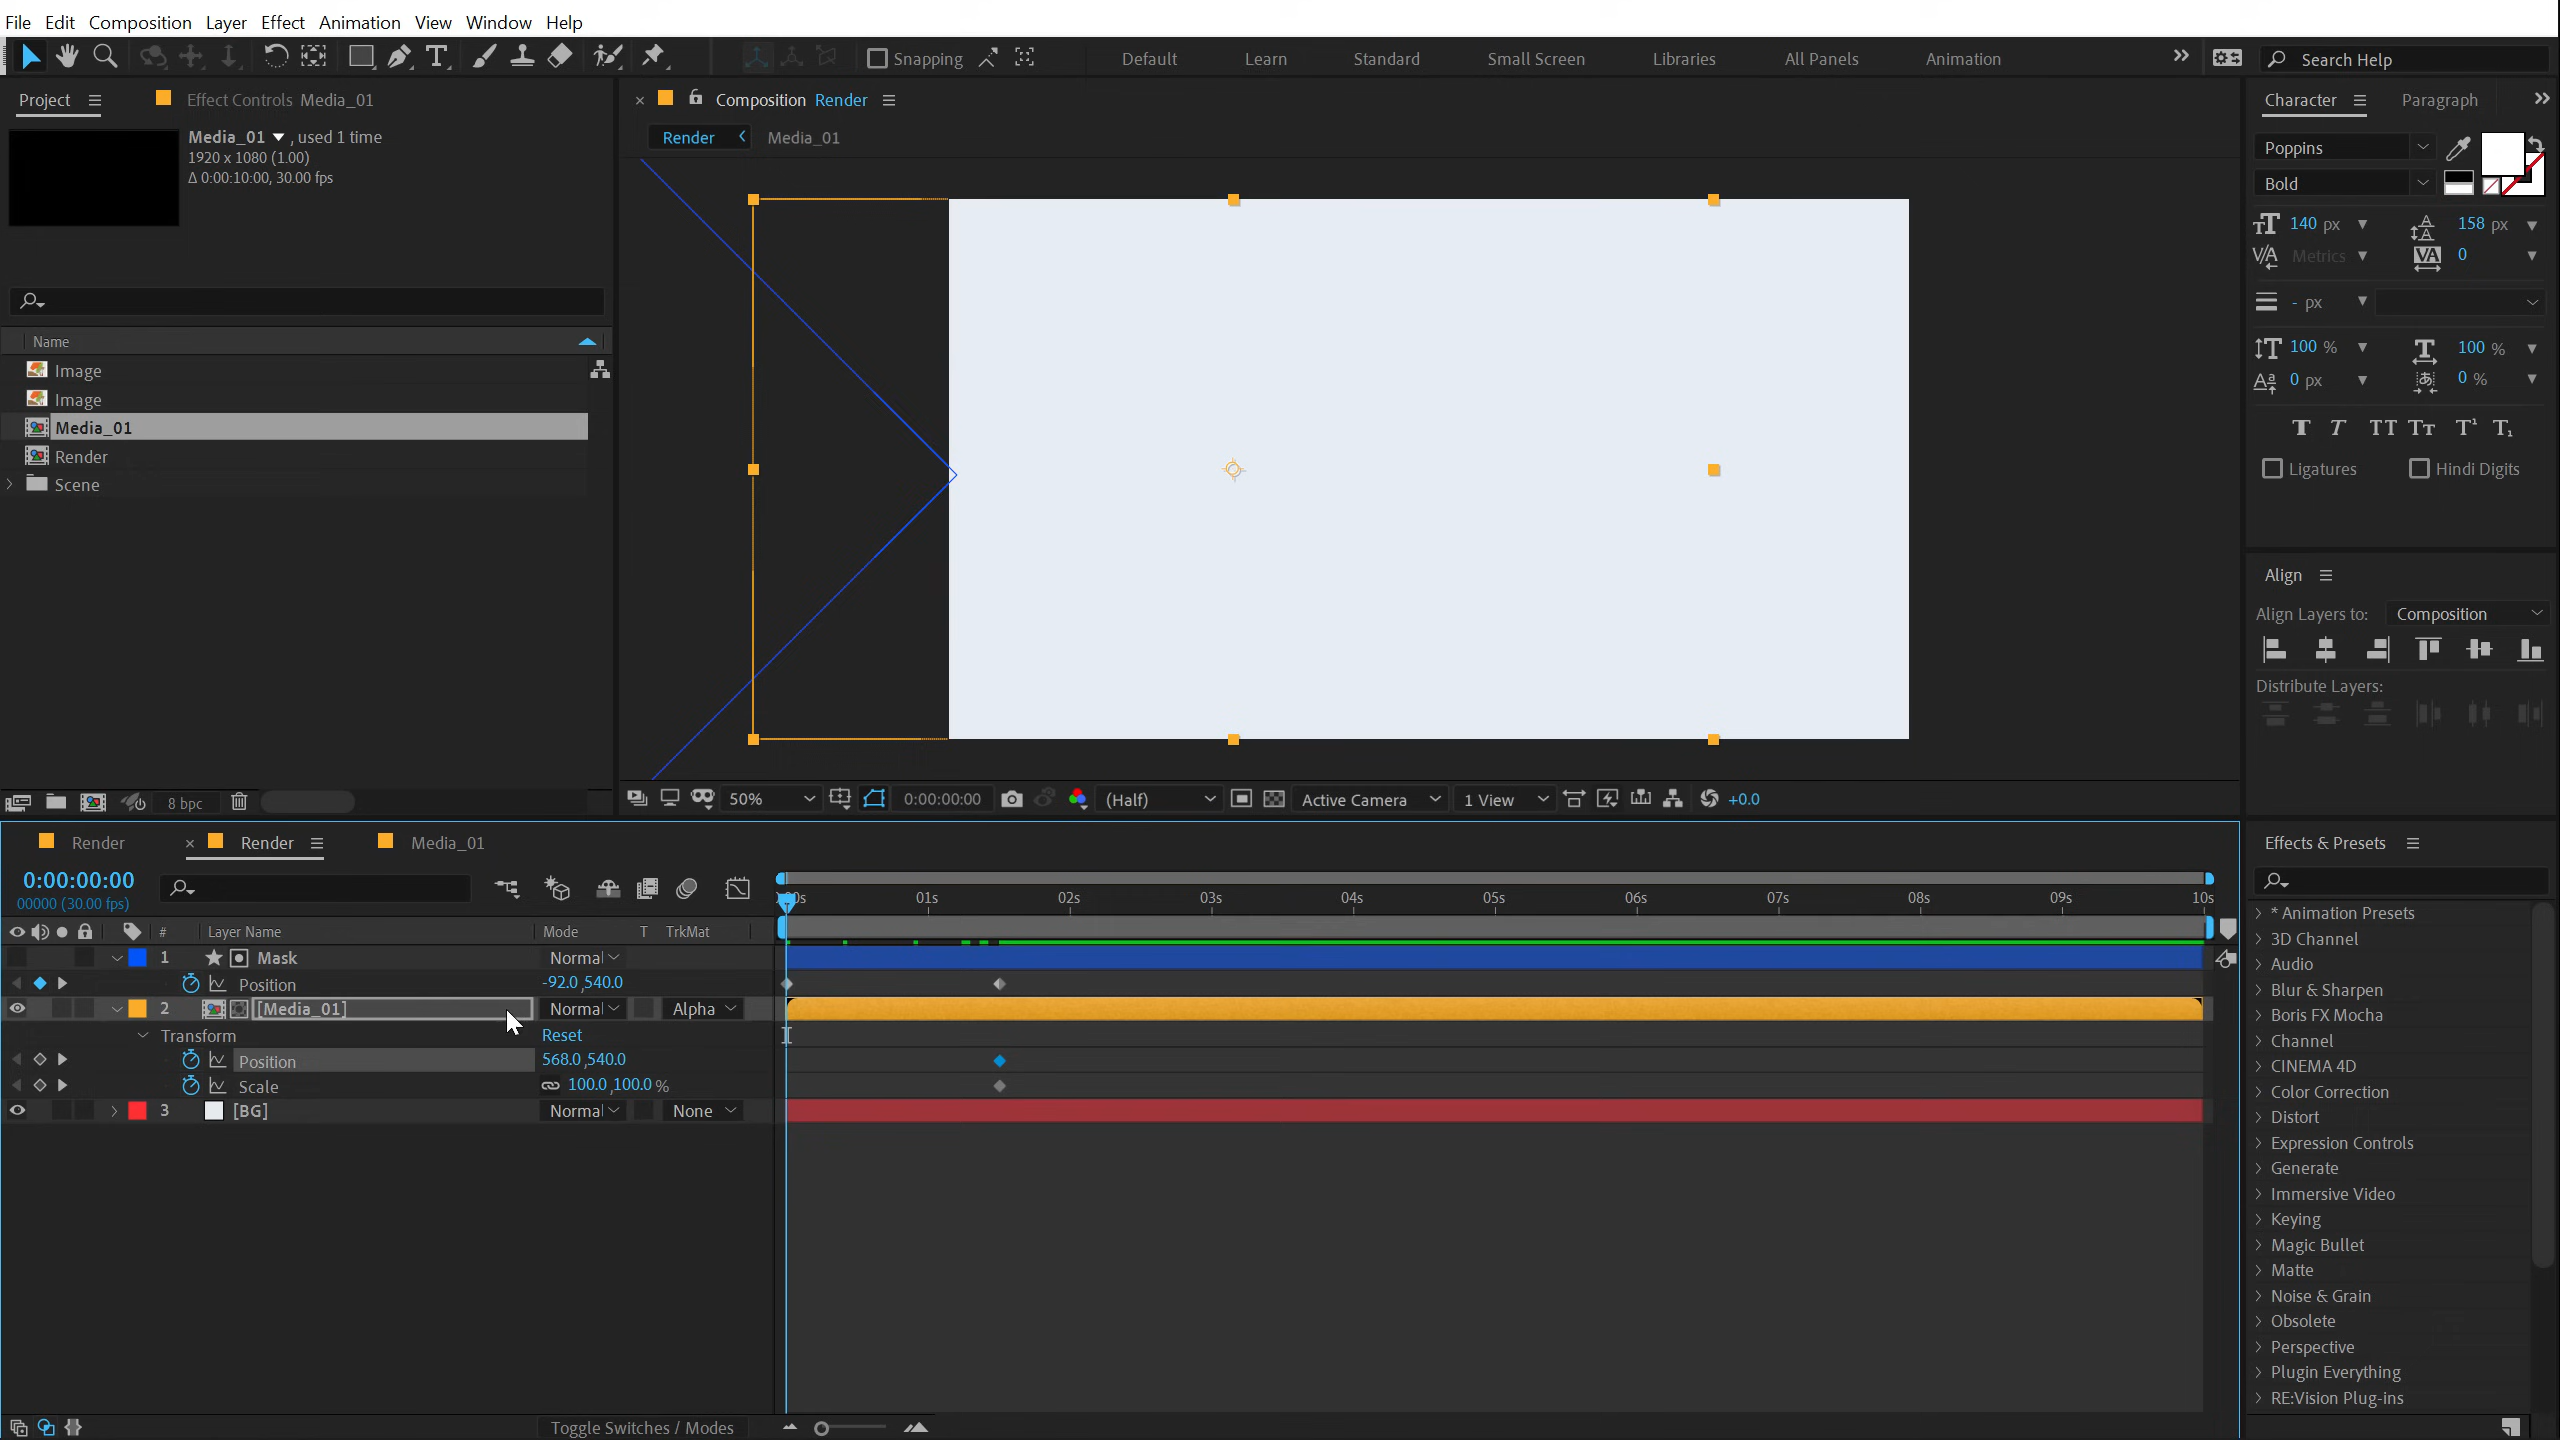 File Edit Composition Layer Effect Animation View Window Help
Snapping Default Learn Standard Small Screen Libraries All Panels Animation Search Help
Project Effect Controls Media_01
Composition Render
Character Paragraph
Media_01 , used 1 time
1920 x 1080 (1.00)
Δ 0:00:10:00, 30.00 fps
Render Media_01
Poppins
Bold
140 px 158 px
Metrics 0
- px
100 % 100 %
0 px 0 %
Ligatures Hindi Digits
Name
Image
Image
Media_01
Render
Scene
Align
Align Layers to: Composition
Distribute Layers:
8 bpc
50% 0:00:00:00 (Half) Active Camera 1 View +0.0
Render Render Media_01
0:00:00:00
00000 (30.00 fps)
01s 02s 03s 04s 05s 06s 07s 08s 09s 10s
# Layer Name Mode T TrkMat
1 Mask Normal
Position -92.0,540.0
2 [Media_01] Normal Alpha
Transform Reset
Position 568.0,540.0
Scale 100.0,100.0 %
3 [BG] Normal None
Toggle Switches / Modes
Effects & Presets
* Animation Presets
3D Channel
Audio
Blur & Sharpen
Boris FX Mocha
Channel
CINEMA 4D
Color Correction
Distort
Expression Controls
Generate
Immersive Video
Keying
Magic Bullet
Matte
Noise & Grain
Obsolete
Perspective
Plugin Everything
RE:Vision Plug-ins